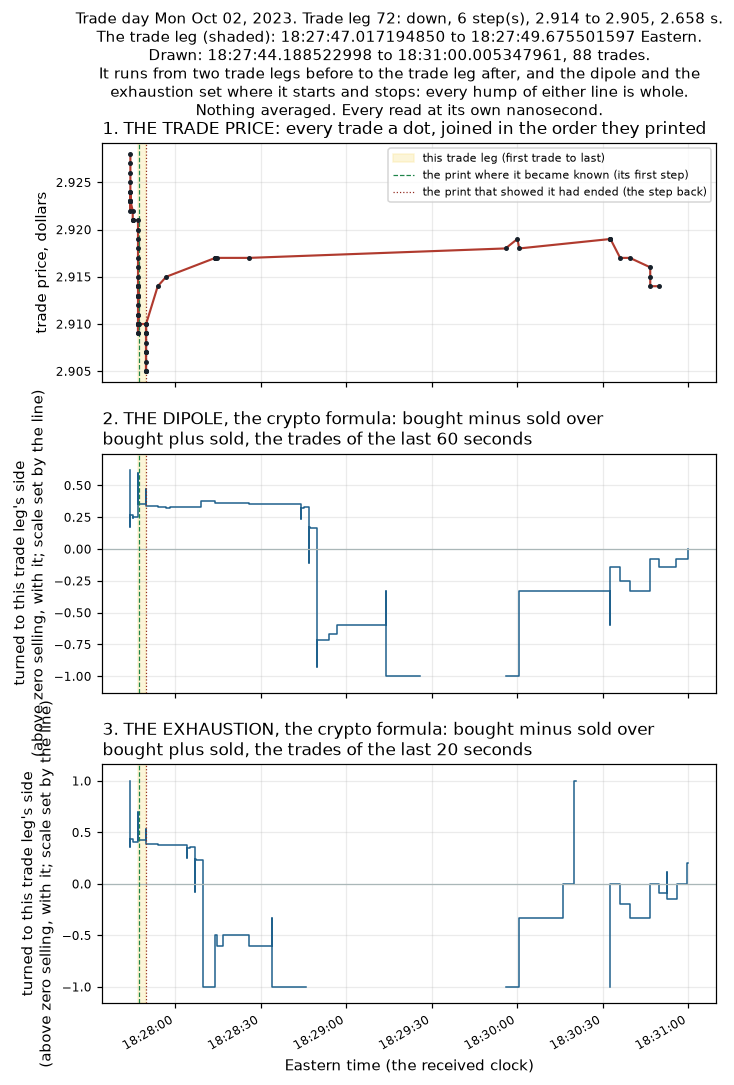 Trade day Mon Oct 02, 2023. Trade leg 72: down, 6 step(s), 2.914 to 2.905, 2.658 s.
The trade leg (shaded): 18:27:47.017194850 to 18:27:49.675501597 Eastern.
Drawn: 18:27:44.188522998 to 18:31:00.005347961, 88 trades.
It runs from two trade legs before to the trade leg after, and the dipole and the
exhaustion set where it starts and stops: every hump of either line is whole.
Nothing averaged. Every read at its own nanosecond.
1. THE TRADE PRICE: every trade a dot, joined in the order they printed
this trade leg (first trade to last)
the print where it became known (its first step)
the print that showed it had ended (the step back)
trade price, dollars
2.925
2.920
2.915
2.910
2.905
2. THE DIPOLE, the crypto formula: bought minus sold over
bought plus sold, the trades of the last 60 seconds
turned to this trade leg's side
(above zero selling, with it; scale set by the line)
0.50
0.25
0.00
−0.25
−0.50
−0.75
−1.00
3. THE EXHAUSTION, the crypto formula: bought minus sold over
bought plus sold, the trades of the last 20 seconds
turned to this trade leg's side
(above zero selling, with it; scale set by the line)
1.0
0.5
0.0
−0.5
−1.0
18:28:00
18:28:30
18:29:00
18:29:30
18:30:00
18:30:30
18:31:00
Eastern time (the received clock)